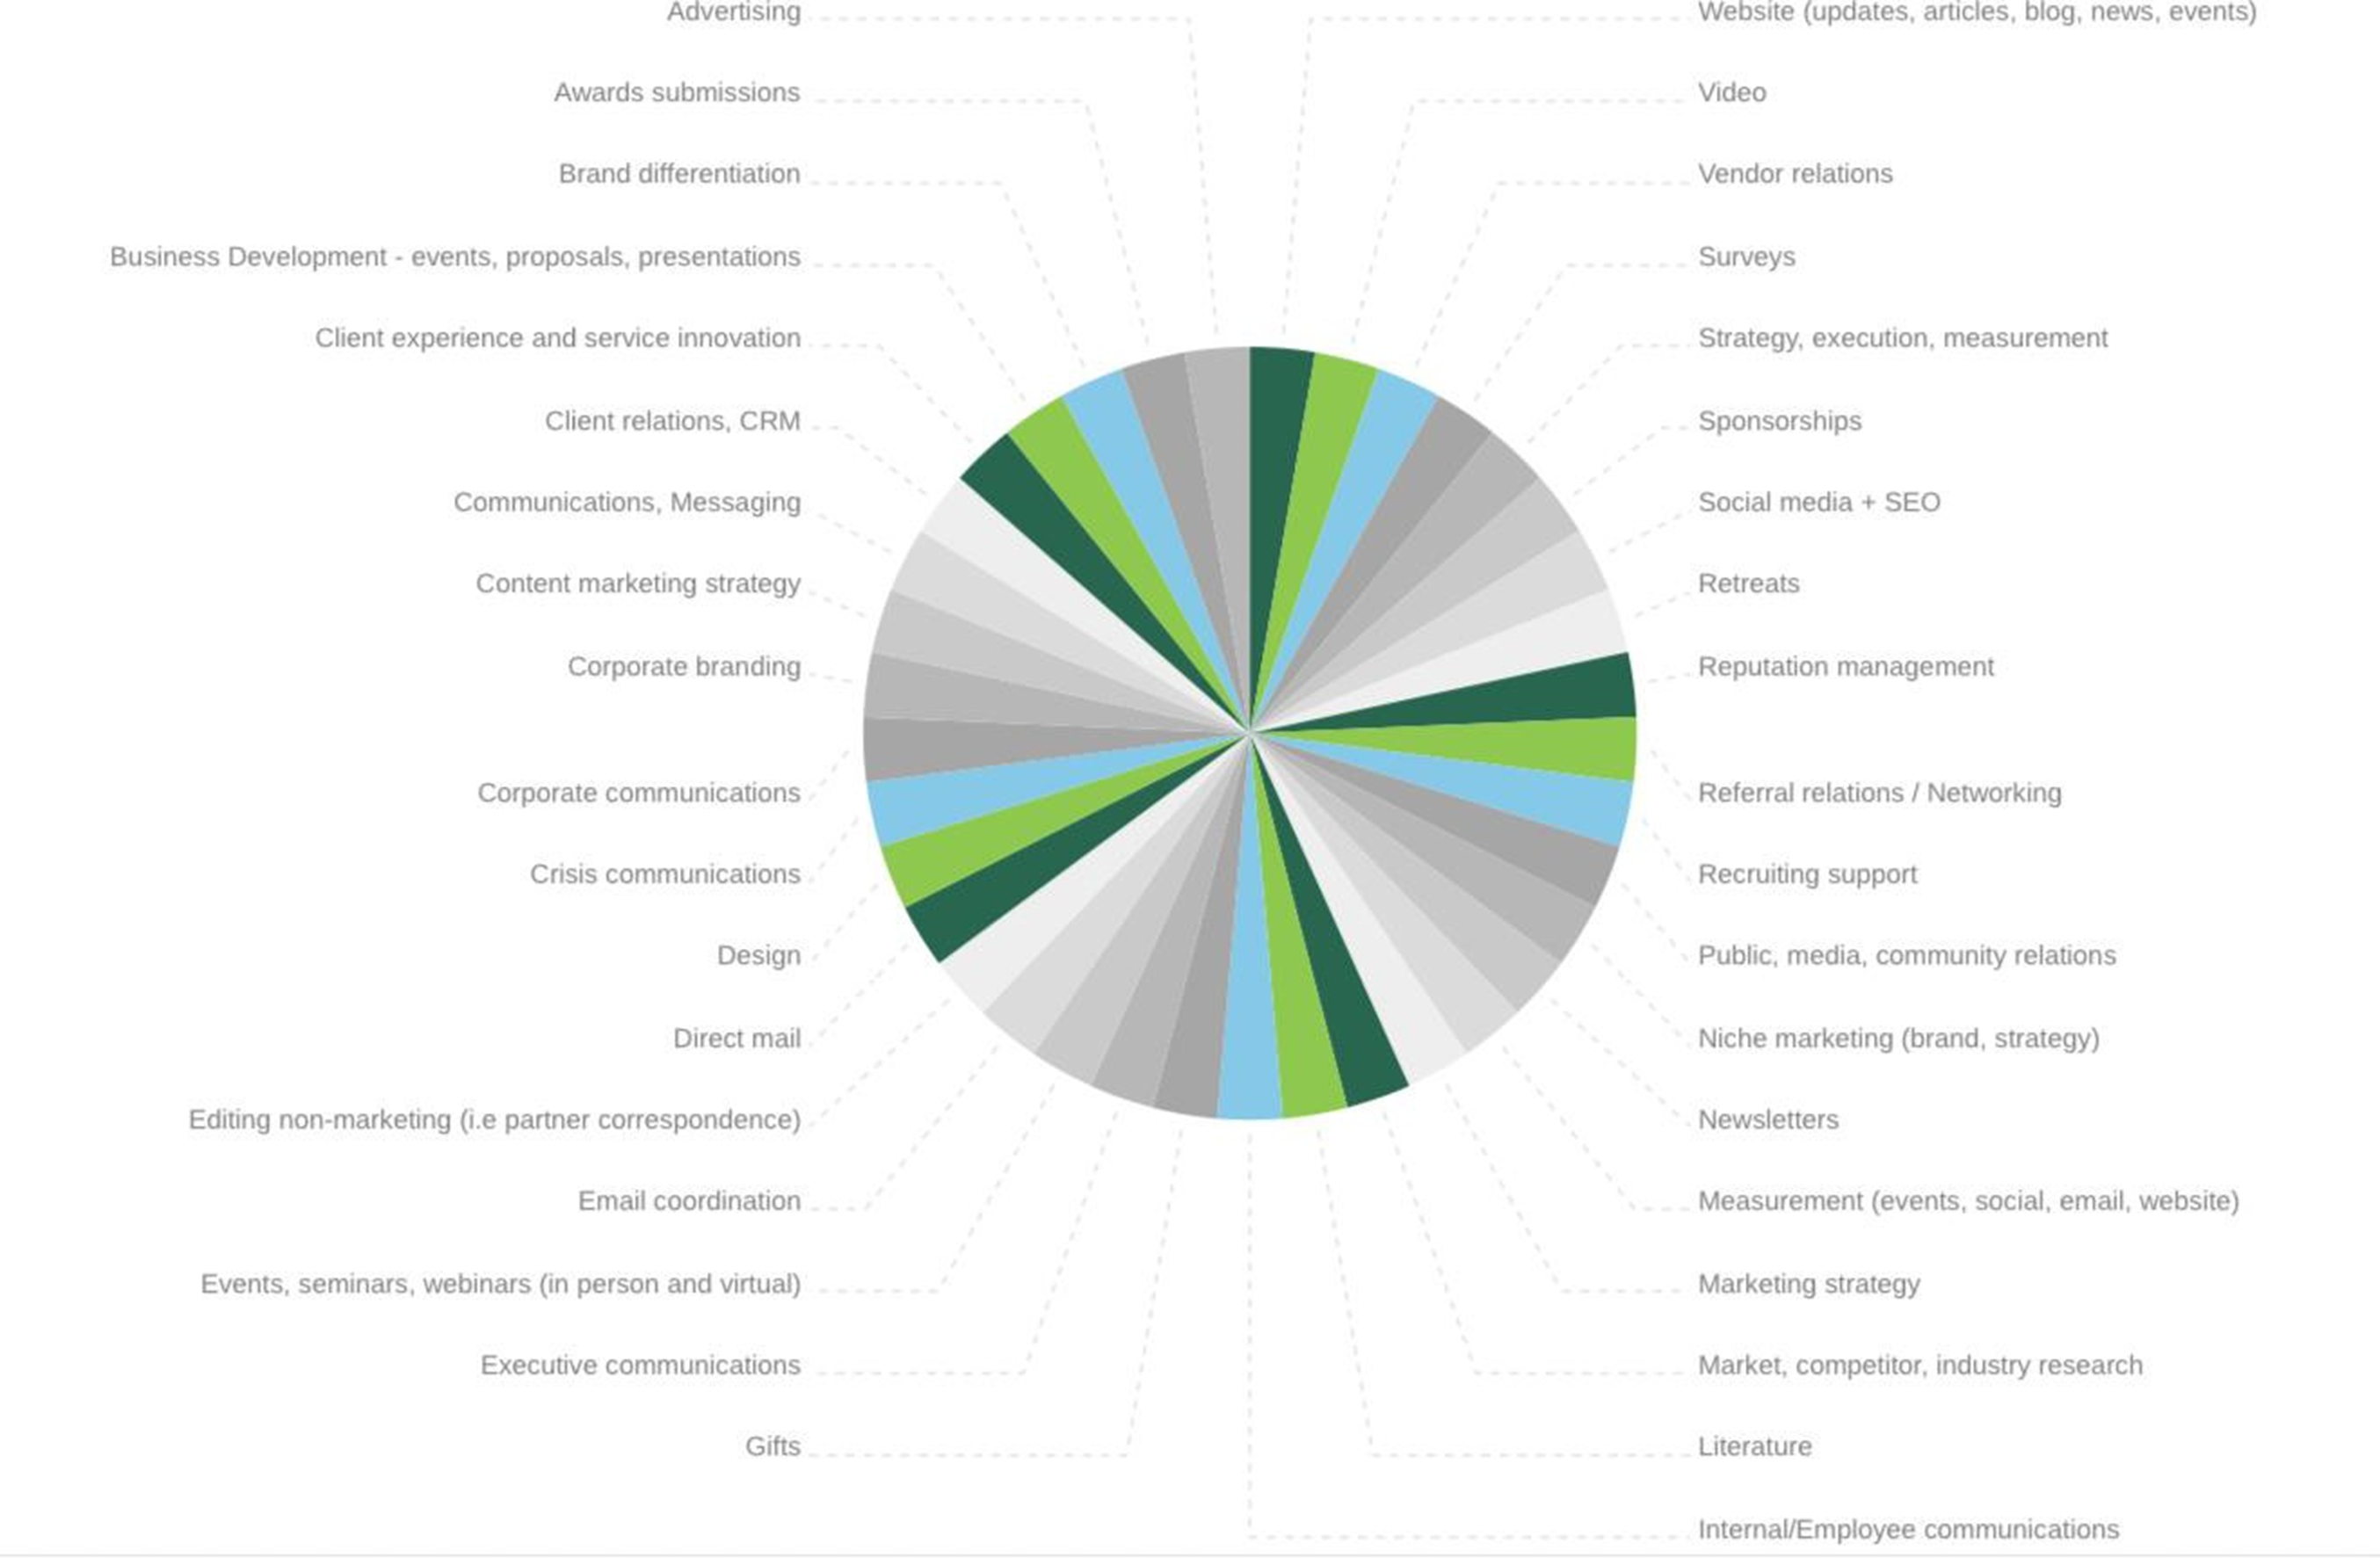 Advertising
Awards submissions
Brand differentiation
Business Development - events, proposals, presentations
Client experience and service innovation
Client relations, CRM
Communications, Messaging
Content marketing strategy
Corporate branding
Corporate communications
Crisis communications
Design
Direct mail
Editing non-marketing (i.e partner correspondence)
Email coordination
Events, seminars, webinars (in person and virtual)
Executive communications
Gifts
Website (updates, articles, blog, news, events)
Video
Vendor relations
Surveys
Strategy, execution, measurement
Sponsorships
Social media + SEO
Retreats
Reputation management
Referral relations / Networking
Recruiting support
Public, media, community relations
Niche marketing (brand, strategy)
Newsletters
Measurement (events, social, email, website)
Marketing strategy
Market, competitor, industry research
Literature
Internal/Employee communications